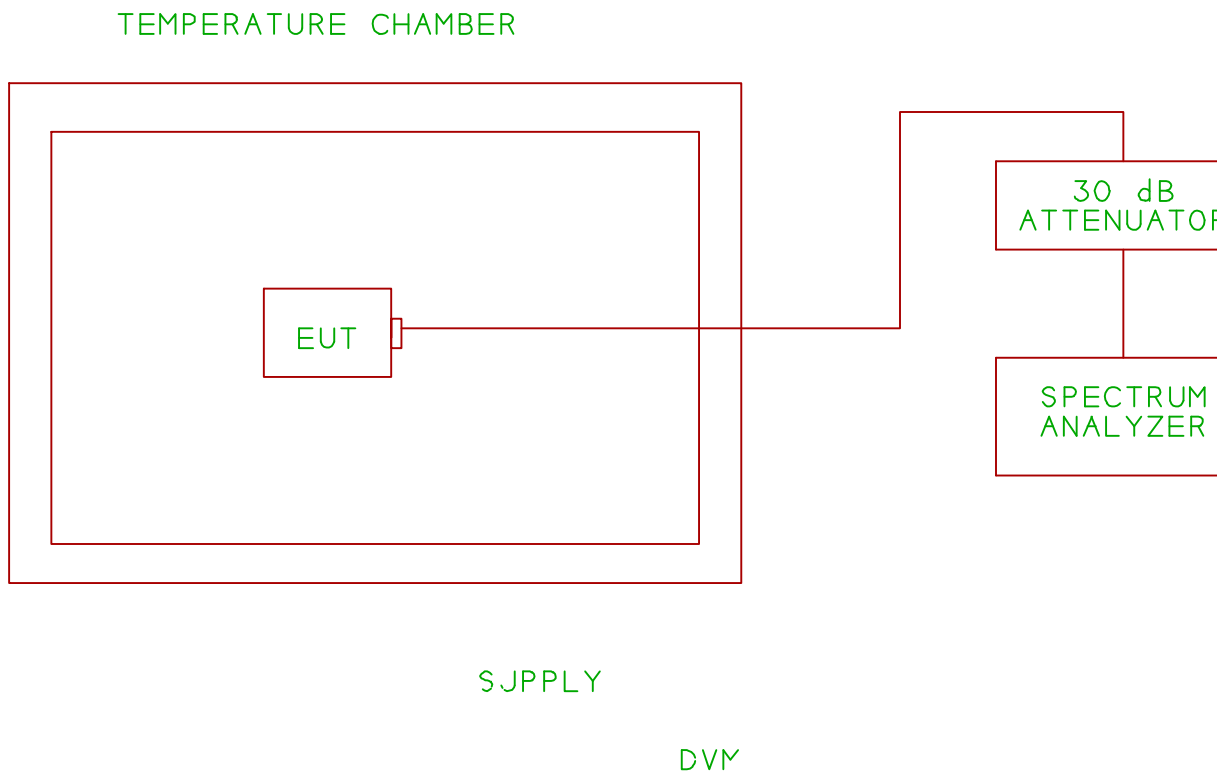 TEMPERATURE CHAMBER
30 dB
ATTENUATOR
EUT
SPECTRUM
ANALYZER
SJPPLY
DVM